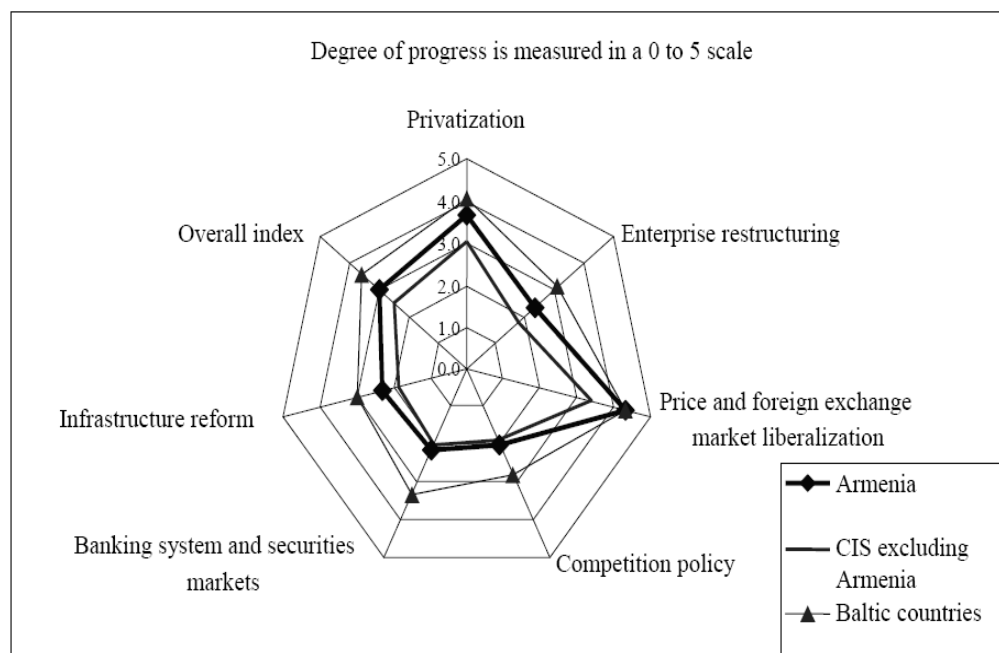 Degree of progress is measured in a 0 to 5 scale
Privatization
5.0
4.0
3.0
2.0
1.0
0.0
Overall index
Enterprise restructuring
Infrastructure reform
Price and foreign exchange
market liberalization
Banking system and securities
markets
Competition policy
Armenia
CIS excluding
Armenia
Baltic countries